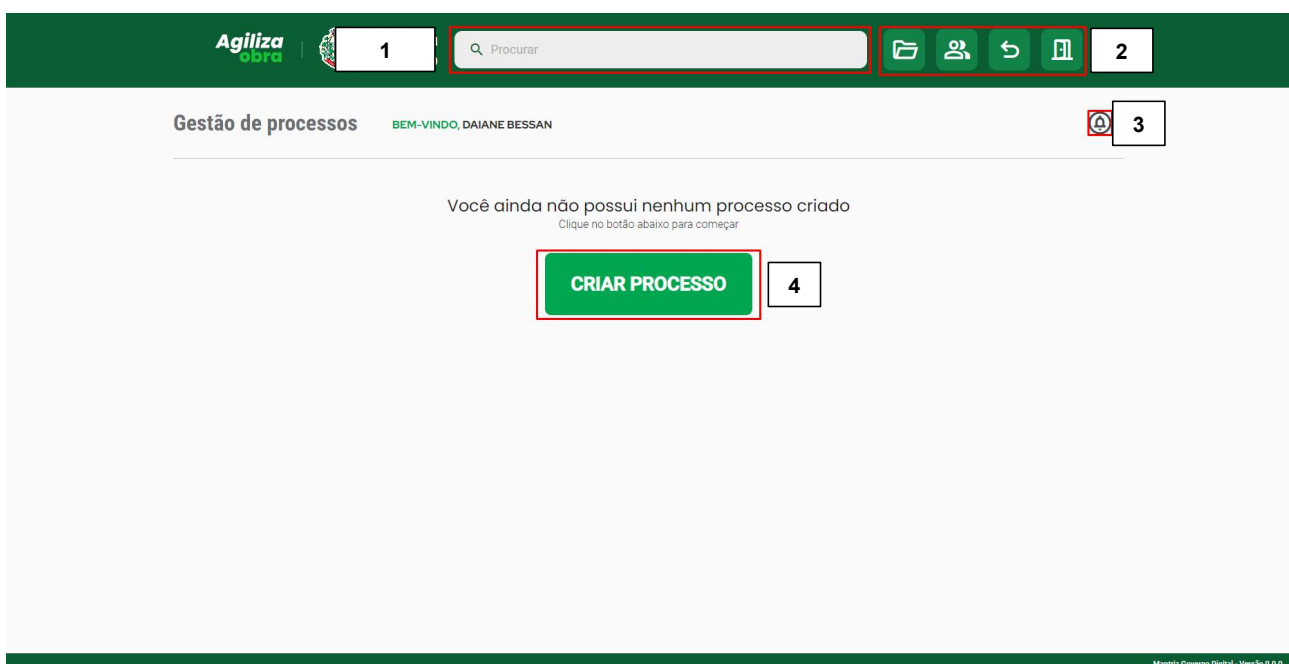 Agiliza
obra
1
Procurar
2
Gestão de processos
BEM-VINDO, DAIANE BESSAN
3
Você ainda não possui nenhum processo criado
Clique no botão abaixo para começar
CRIAR PROCESSO
4